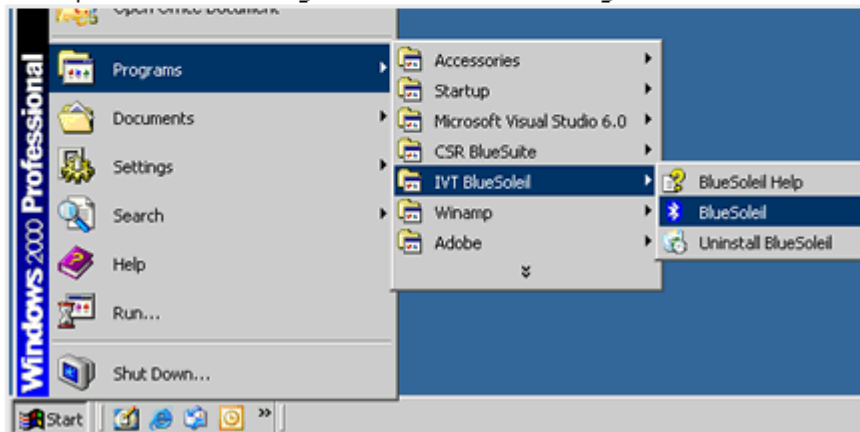 Open Office Document
Programs
Documents
Settings
Search
Help
Run...
Shut Down...
Windows 2000 Professional
Accessories
Startup
Microsoft Visual Studio 6.0
CSR BlueSuite
IVT BlueSoleil
Winamp
Adobe
BlueSoleil Help
BlueSoleil
Uninstall BlueSoleil
Start